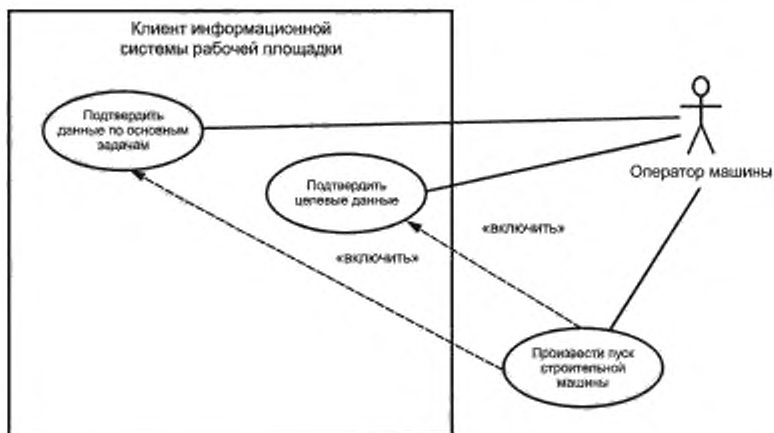 Клиент информационной
системы рабочей площадки
Подтвердить
данные по основным
задачам
Подтвердить
целевые данные
Оператор машины
«включить»
«включить»
Произвести пуск
строительной
машины